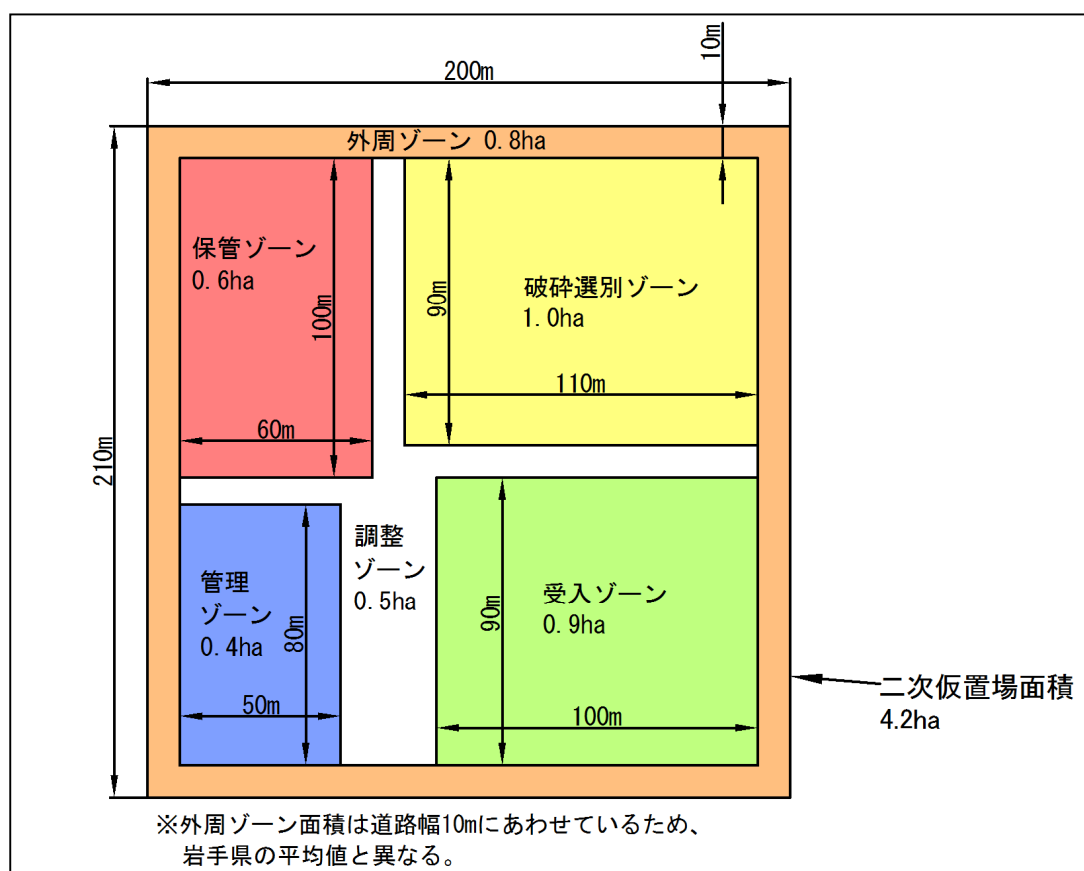 10m
200m
外周ゾーン 0.8ha
保管ゾーン
0.6ha
100m
60m
破砕選別ゾーン
1.0ha
90m
110m
210m
調整
ゾーン
0.5ha
管理
ゾーン
0.4ha
80m
50m
受入ゾーン
0.9ha
90m
100m
二次仮置場面積
4.2ha
※外周ゾーン面積は道路幅10mにあわせているため、
岩手県の平均値と異なる。